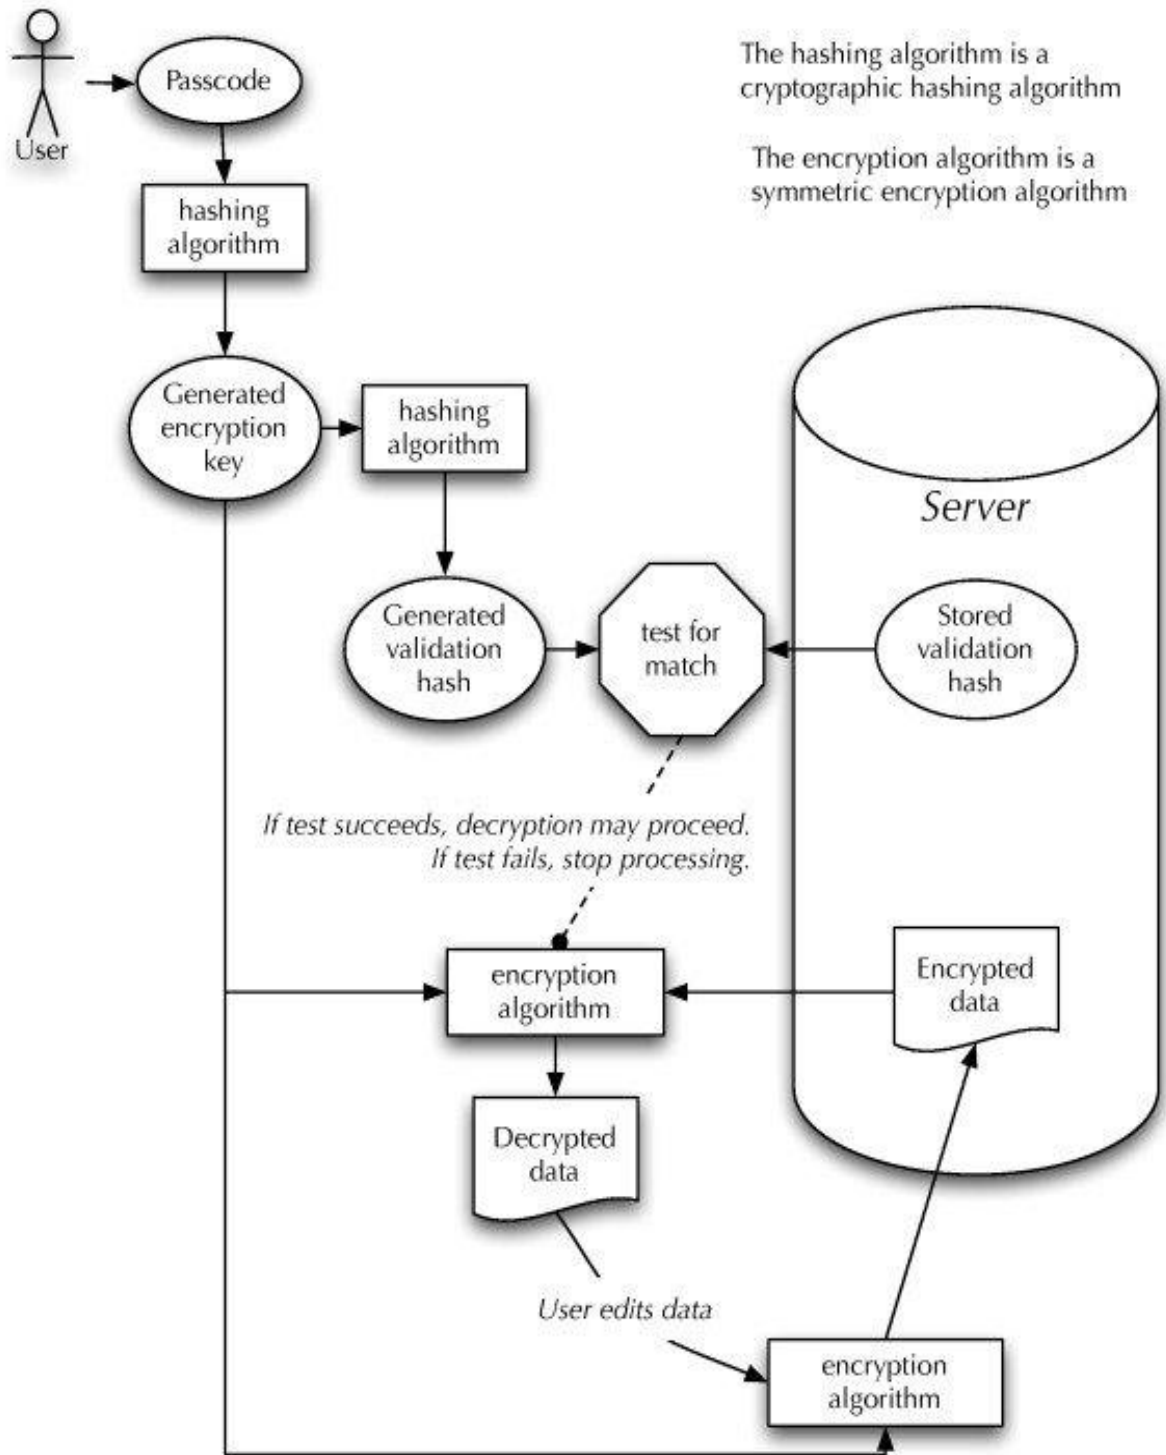 The hashing algorithm is a
cryptographic hashing algorithm
The encryption algorithm is a
symmetric encryption algorithm
User
Passcode
hashing
algorithm
Generated
encryption
key
hashing
algorithm
Server
Generated
validation
hash
test for
match
Stored
validation
hash
If test succeeds, decryption may proceed.
If test fails, stop processing.
encryption
algorithm
Encrypted
data
Decrypted
data
User edits data
encryption
algorithm